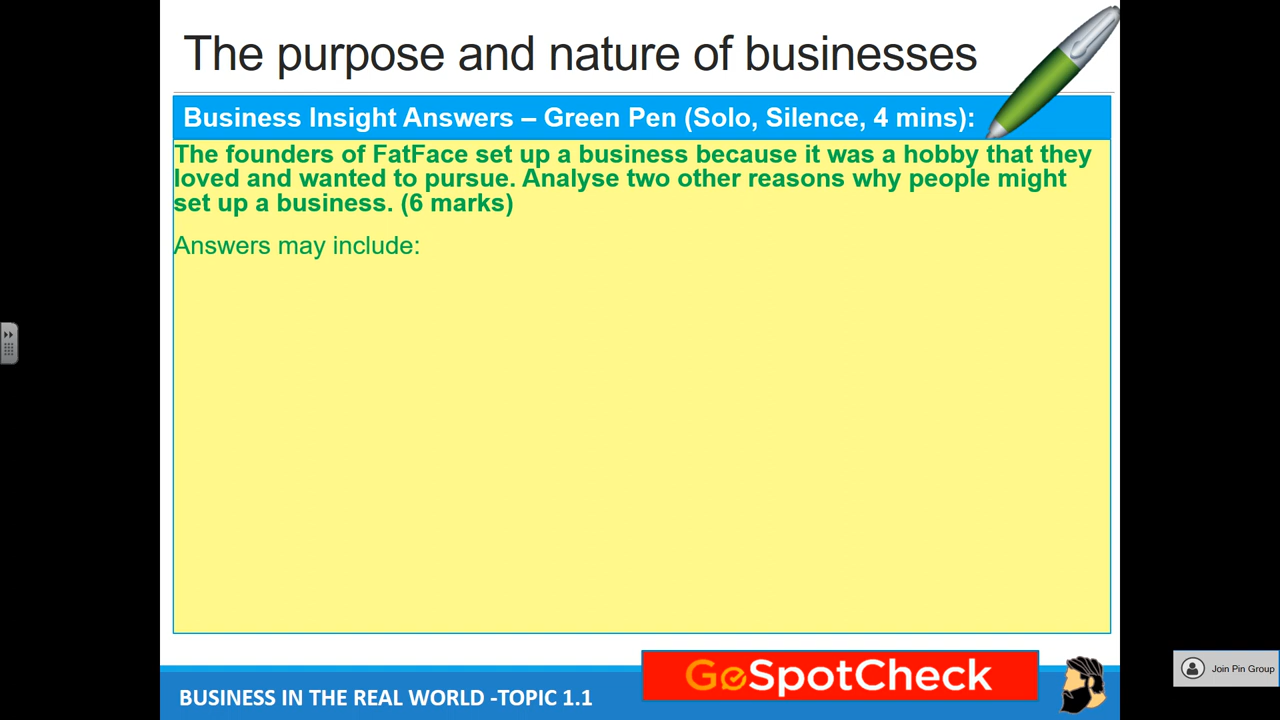 The purpose and nature of businesses
Business Insight Answers – Green Pen (Solo, Silence, 4 mins):
The founders of FatFace set up a business because it was a hobby that they
loved and wanted to pursue. Analyse two other reasons why people might
set up a business. (6 marks)
Answers may include:
GoSpotCheck
BUSINESS IN THE REAL WORLD -TOPIC 1.1
Join Pin Group